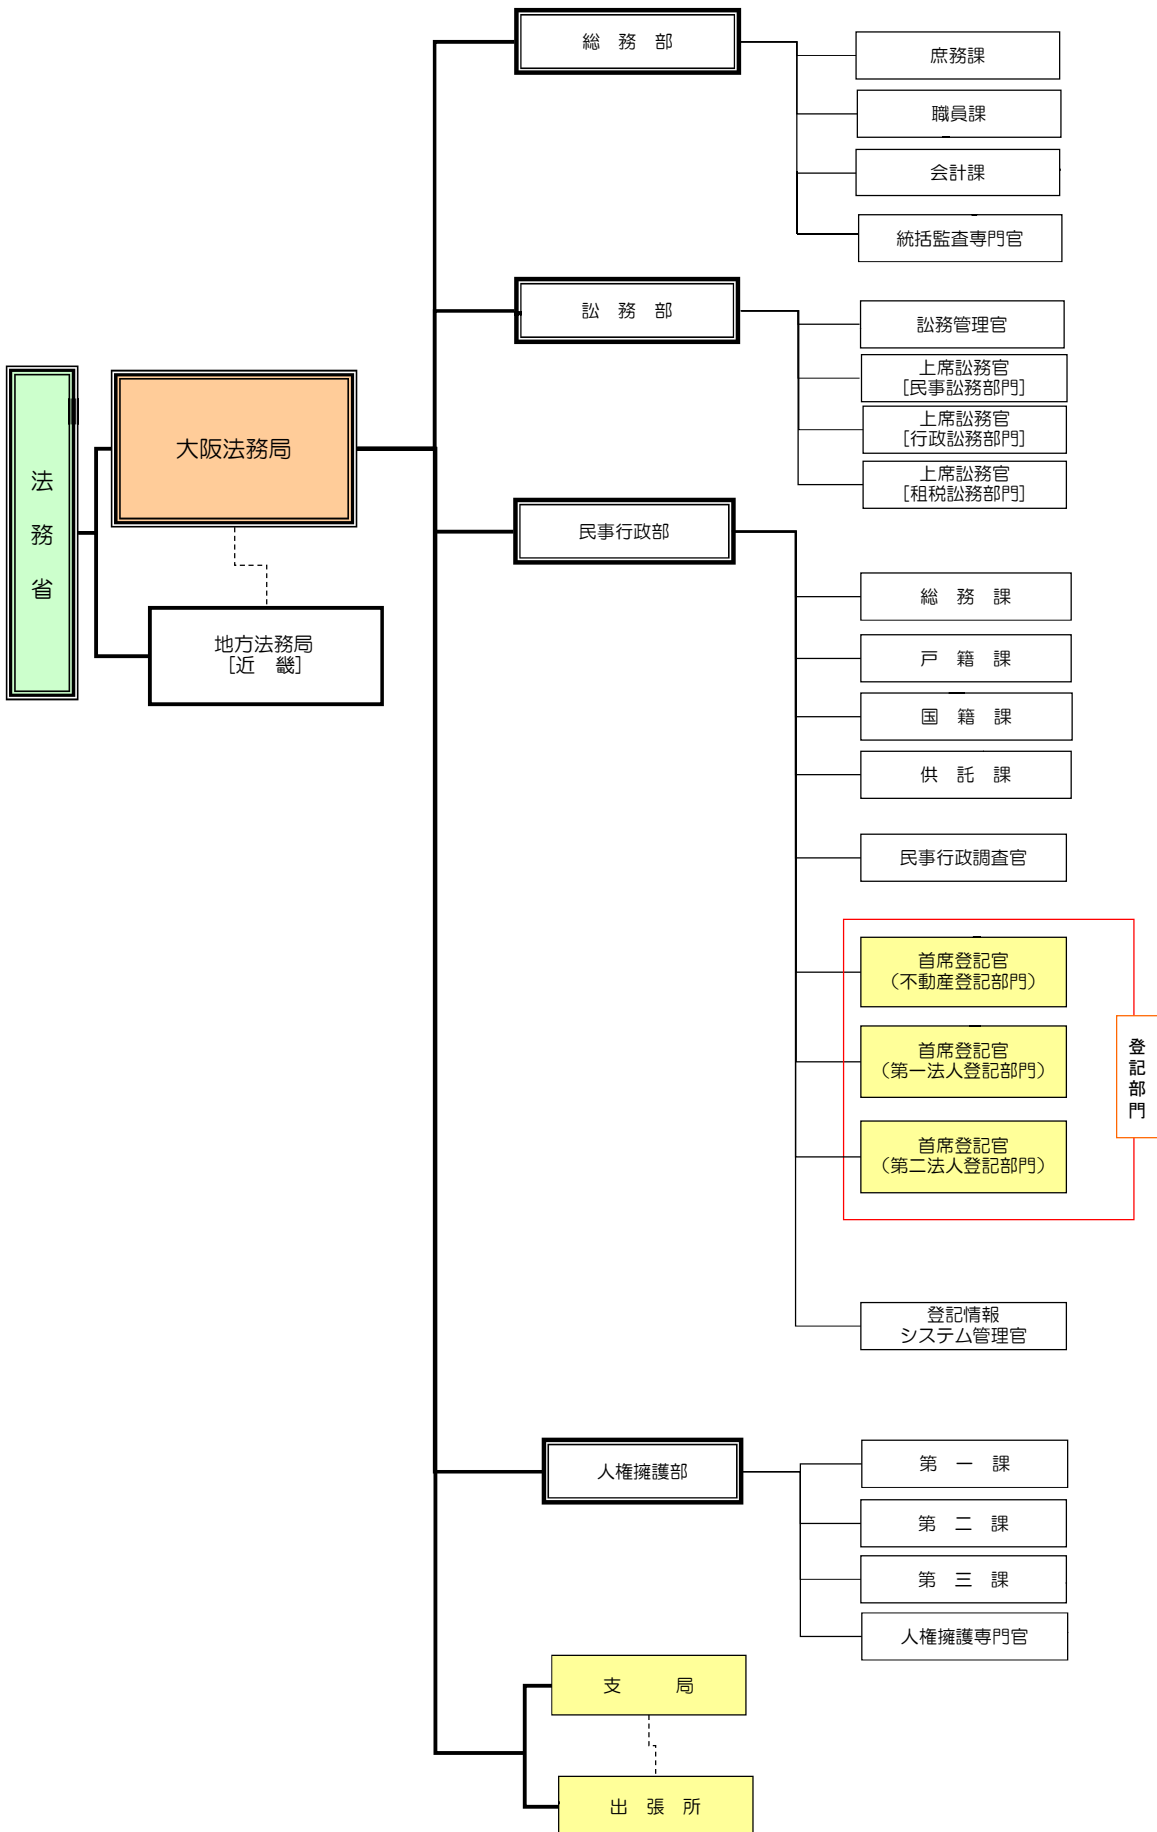 法務省
大阪法務局
地方法務局
[近　畿]
総　務　部
庶務課
職員課
会計課
統括監査専門官
訟　務　部
訟務管理官
上席訟務官
[民事訟務部門]
上席訟務官
[行政訟務部門]
上席訟務官
[租税訟務部門]
民事行政部
総　務　課
戸　籍　課
国　籍　課
供　託　課
民事行政調査官
首席登記官
（不動産登記部門）
首席登記官
（第一法人登記部門）
首席登記官
（第二法人登記部門）
登記部門
登記情報
システム管理官
人権擁護部
第　一　課
第　二　課
第　三　課
人権擁護専門官
支　　　局
出　張　所